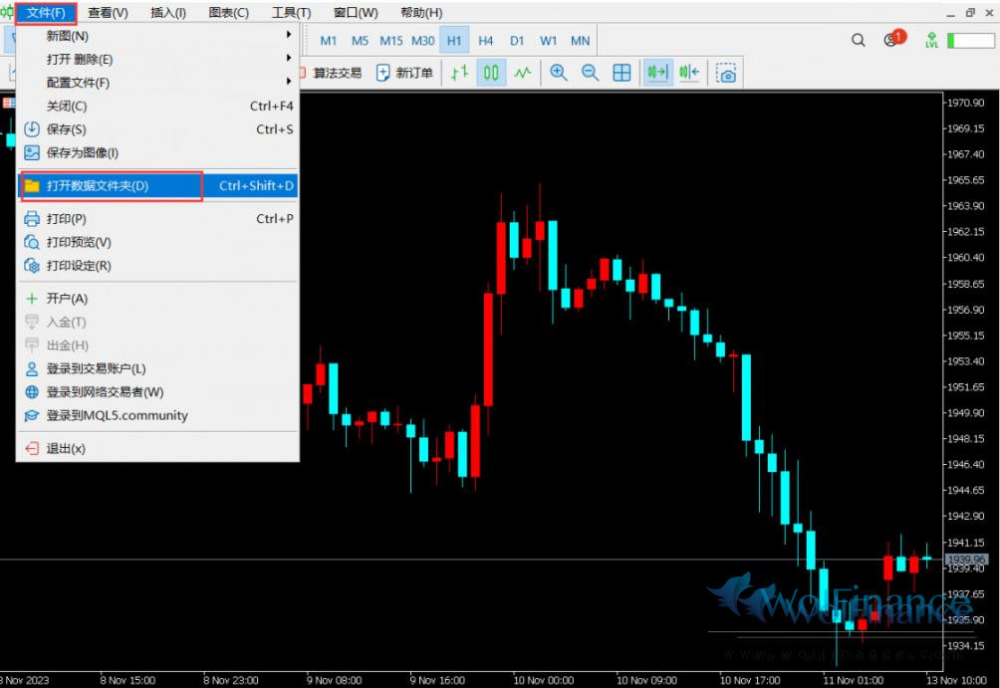 文件(F) 查看(V) 插入(I) 图表(C) 工具(T) 窗口(W) 帮助(H)
M1 M5 M15 M30 H1 H4 D1 W1 MN 1 LVL
算法交易 新订单
新图(N)
打开 删除(E)
配置文件(F)
关闭(C) Ctrl+F4
保存(S) Ctrl+S
保存为图像(I)
打开数据文件夹(D) Ctrl+Shift+D
打印(P) Ctrl+P
打印预览(V)
打印设定(R)
开户(A)
入金(T)
出金(H)
登录到交易账户(L)
登录到网络交易者(W)
登录到MQL5.community
退出(x)
1970.90
1969.15
1967.40
1965.65
1963.90
1962.15
1960.40
1958.65
1956.90
1955.15
1953.40
1951.65
1949.90
1948.15
1946.40
1944.65
1942.90
1941.15
1939.96
1939.40
1937.65
1935.90
1934.15
WolFinance
8 Nov 2023 8 Nov 15:00 8 Nov 23:00 9 Nov 08:00 9 Nov 16:00 10 Nov 00:00 10 Nov 09:00 10 Nov 17:00 11 Nov 01:00 13 Nov 10:00